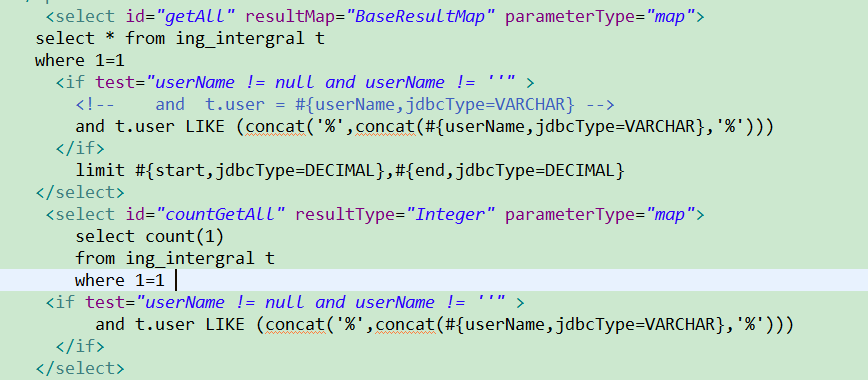 <select id="getAll" resultMap="BaseResultMap" parameterType="map">
select * from ing_intergral t
where 1=1
<if test="userName != null and userName != ''" >
<!--    and  t.user = #{userName,jdbcType=VARCHAR} -->
and t.user LIKE (concat('%',concat(#{userName,jdbcType=VARCHAR},'%')))
</if>
limit #{start,jdbcType=DECIMAL},#{end,jdbcType=DECIMAL}
</select>
<select id="countGetAll" resultType="Integer" parameterType="map">
select count(1)
from ing_intergral t
where 1=1
<if test="userName != null and userName != ''" >
and t.user LIKE (concat('%',concat(#{userName,jdbcType=VARCHAR},'%')))
</if>
</select>